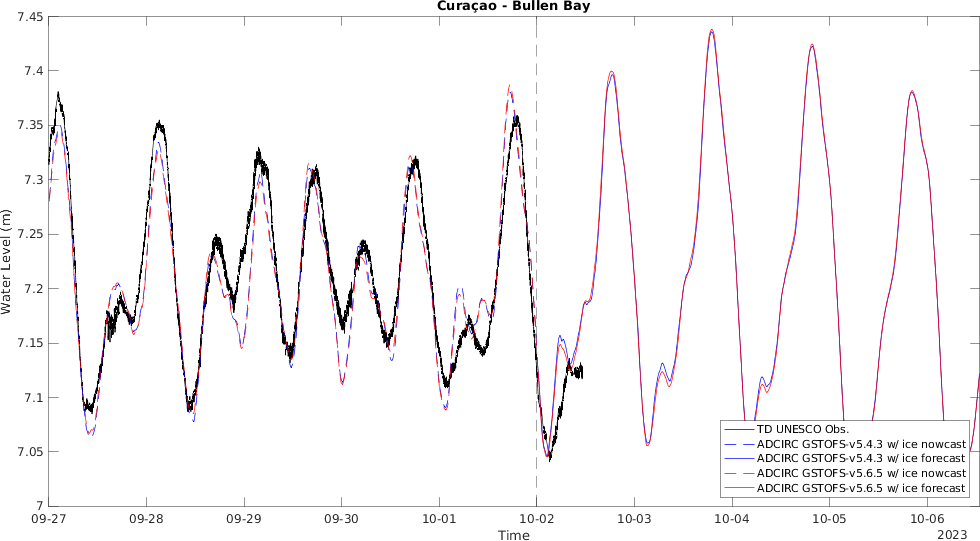 Curaçao - Bullen Bay
Water Level (m)
7.45
7.4
7.35
7.3
7.25
7.2
7.15
7.1
7.05
7
TD UNESCO Obs.
ADCIRC GSTOFS-v5.4.3 w/ ice nowcast
ADCIRC GSTOFS-v5.4.3 w/ ice forecast
ADCIRC GSTOFS-v5.6.5 w/ ice nowcast
ADCIRC GSTOFS-v5.6.5 w/ ice forecast
09-27 09-28 09-29 09-30 10-01 10-02 10-03 10-04 10-05 10-06
Time
2023